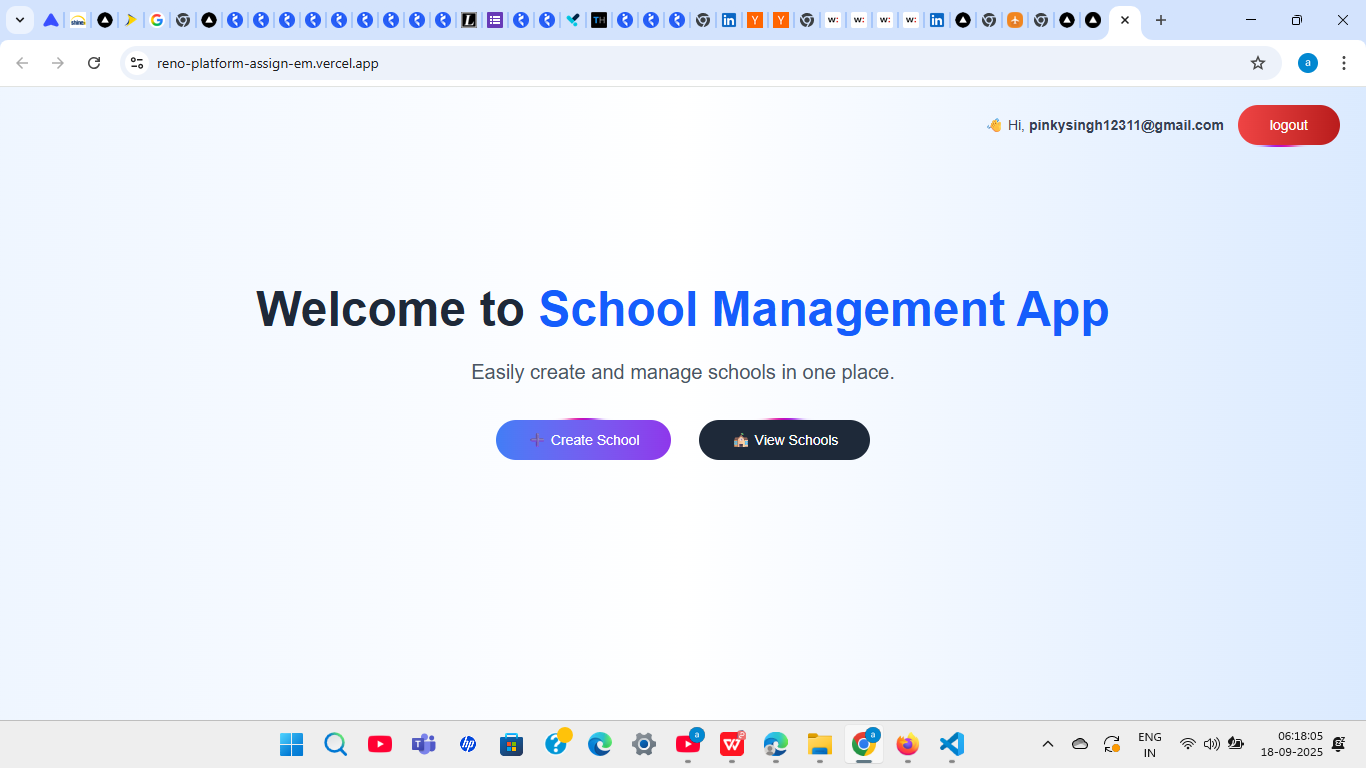 reno-platform-assign-em.vercel.app
a
👋 Hi, pinkysingh12311@gmail.com
logout
Welcome to School Management App
Easily create and manage schools in one place.
➕ Create School
🏫 View Schools
ENG
IN
06:18:05
18-09-2025